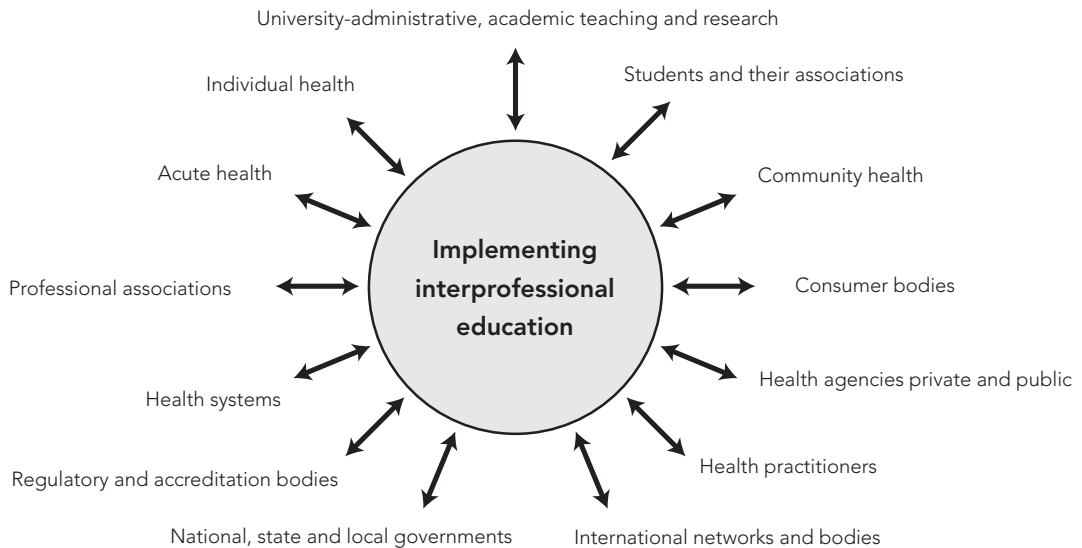 University-administrative, academic teaching and research
Students and their associations
Individual health
Acute health
Community health
Implementing
interprofessional
education
Professional associations
Consumer bodies
Health agencies private and public
Health systems
Health practitioners
Regulatory and accreditation bodies
National, state and local governments
International networks and bodies